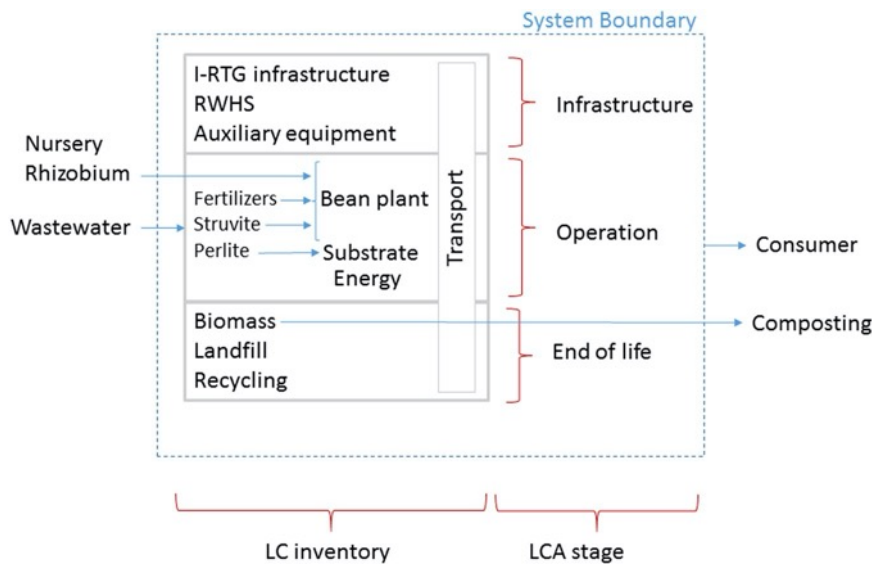 System Boundary
I-RTG infrastructure
RWHS
Auxiliary equipment
Infrastructure
Nursery
Rhizobium
Wastewater
Fertilizers
Struvite
Perlite
Bean plant
Substrate
Energy
Transport
Operation
Consumer
Biomass
Landfill
Recycling
End of life
Composting
LC inventory
LCA stage